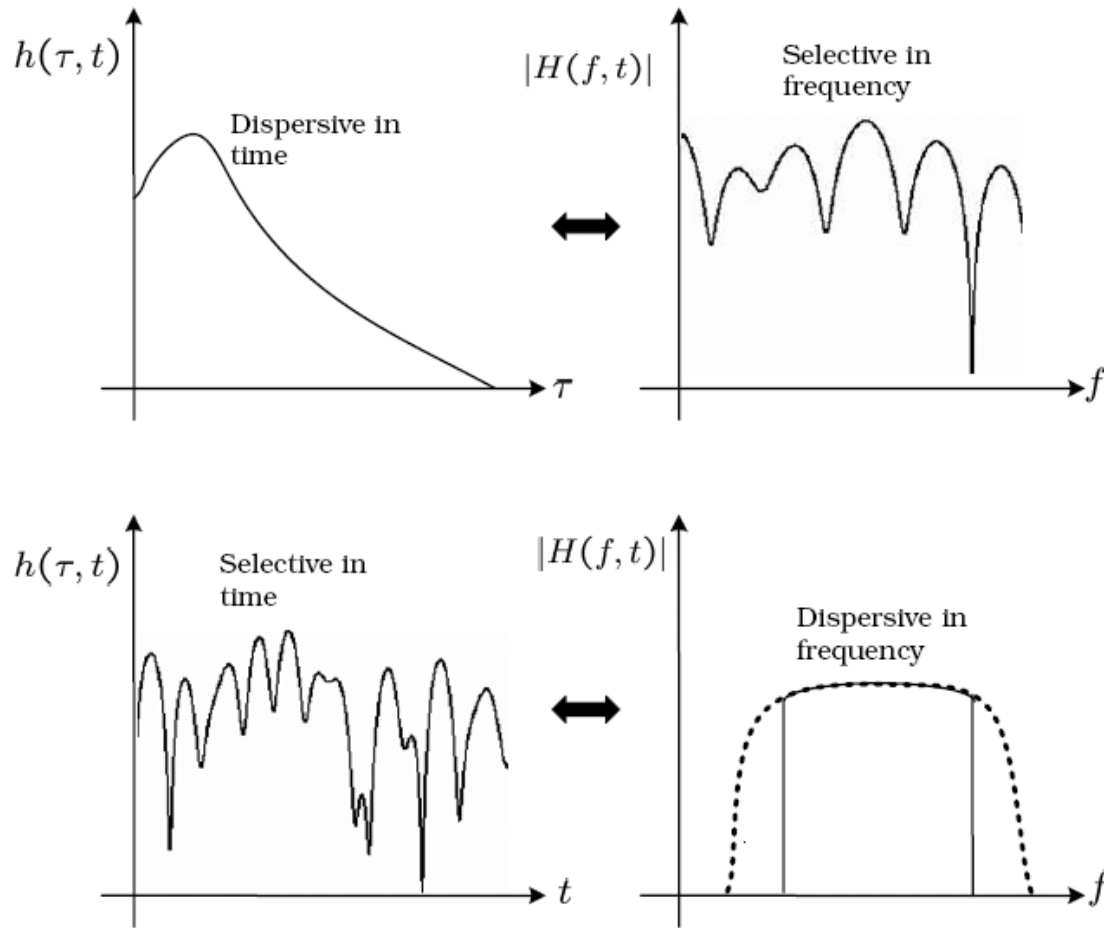 h(τ, t)
Dispersive in
time
τ
|H(f, t)|
Selective in
frequency
f
h(τ, t)
Selective in
time
t
|H(f, t)|
Dispersive in
frequency
f